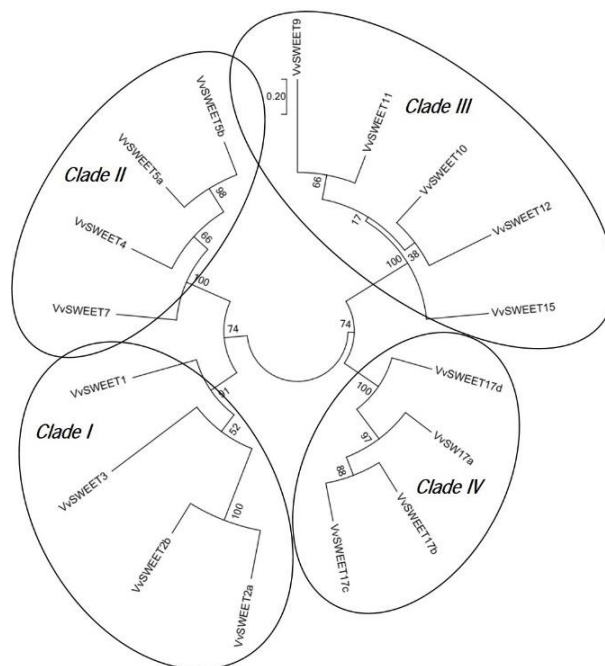 VvSWEET9
0.20
VvSWEET11
Clade III
VvSWEET10
VvSWEET12
VvSWEET15
66
17
38
100
VvSWEET5b
VvSWEET5a
Clade II
VvSWEET4
VvSWEET7
98
66
100
74
74
VvSWEET1
91
Clade I
52
VvSWEET3
100
VvSWEET2b
VvSWEET2a
VvSWEET17d
100
VvSW17a
97
Clade IV
88
VvSWEET17b
VvSWEET17c